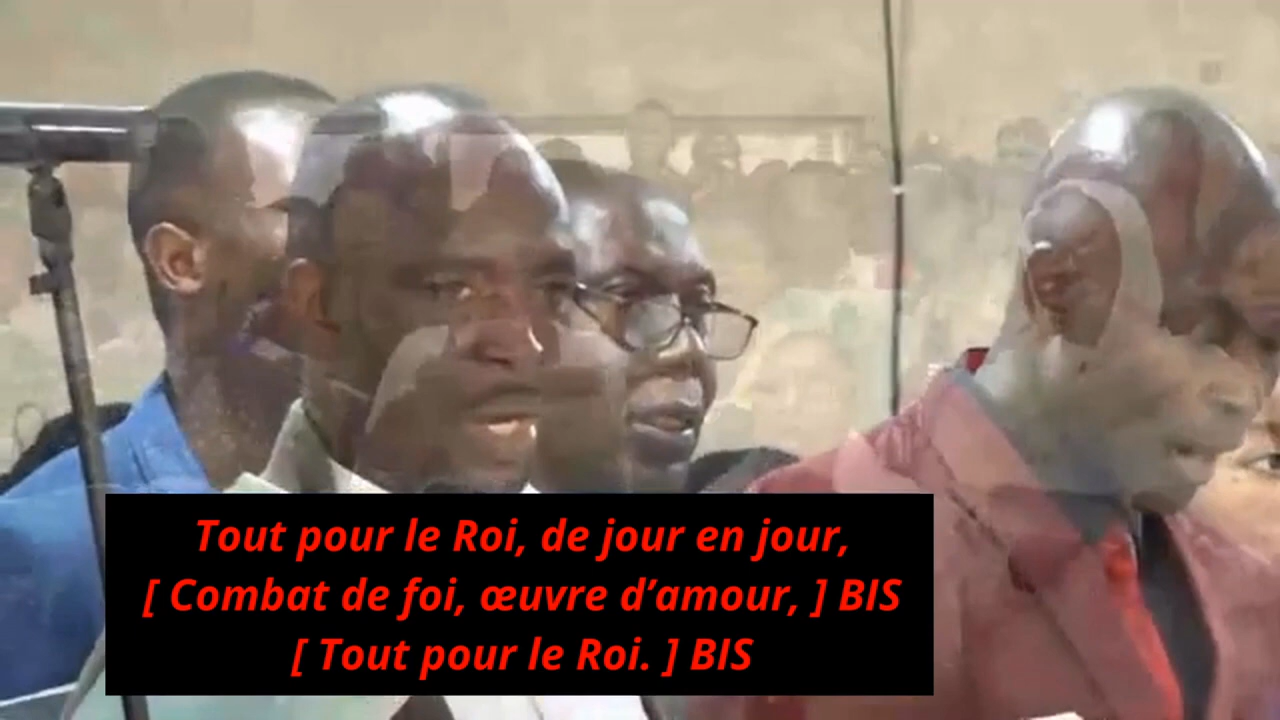 Tout pour le Roi, de jour en jour,
[ Combat de foi, œuvre d’amour, ] BIS
[ Tout pour le Roi. ] BIS